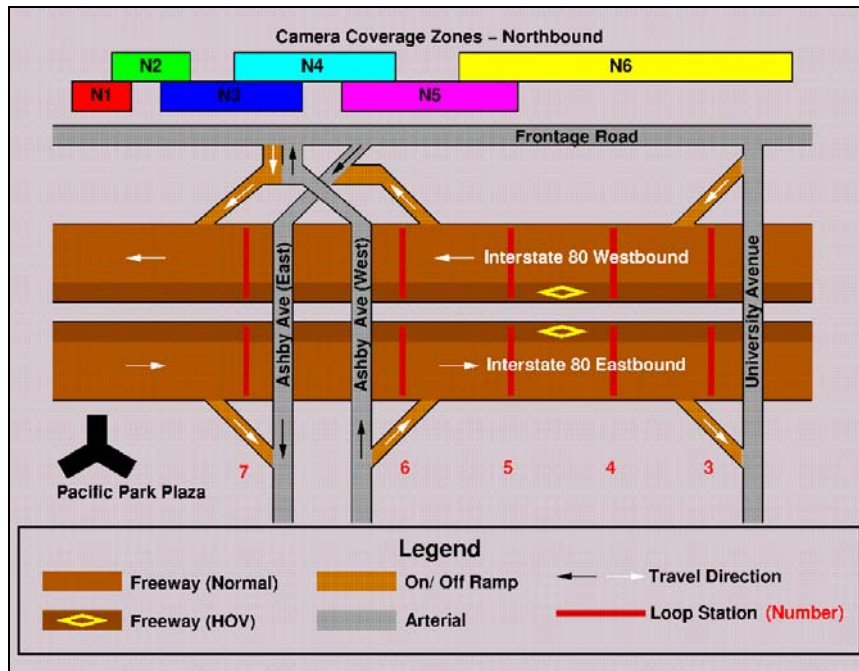 Camera Coverage Zones – Northbound
N2
N4
N6
N1
N3
N5
Frontage Road
Interstate 80 Westbound
Ashby Ave (East)
Ashby Ave (West)
University Avenue
Interstate 80 Eastbound
7
6
5
4
3
Pacific Park Plaza
Legend
Freeway (Normal)
On/ Off Ramp
Travel Direction
Freeway (HOV)
Arterial
Loop Station (Number)